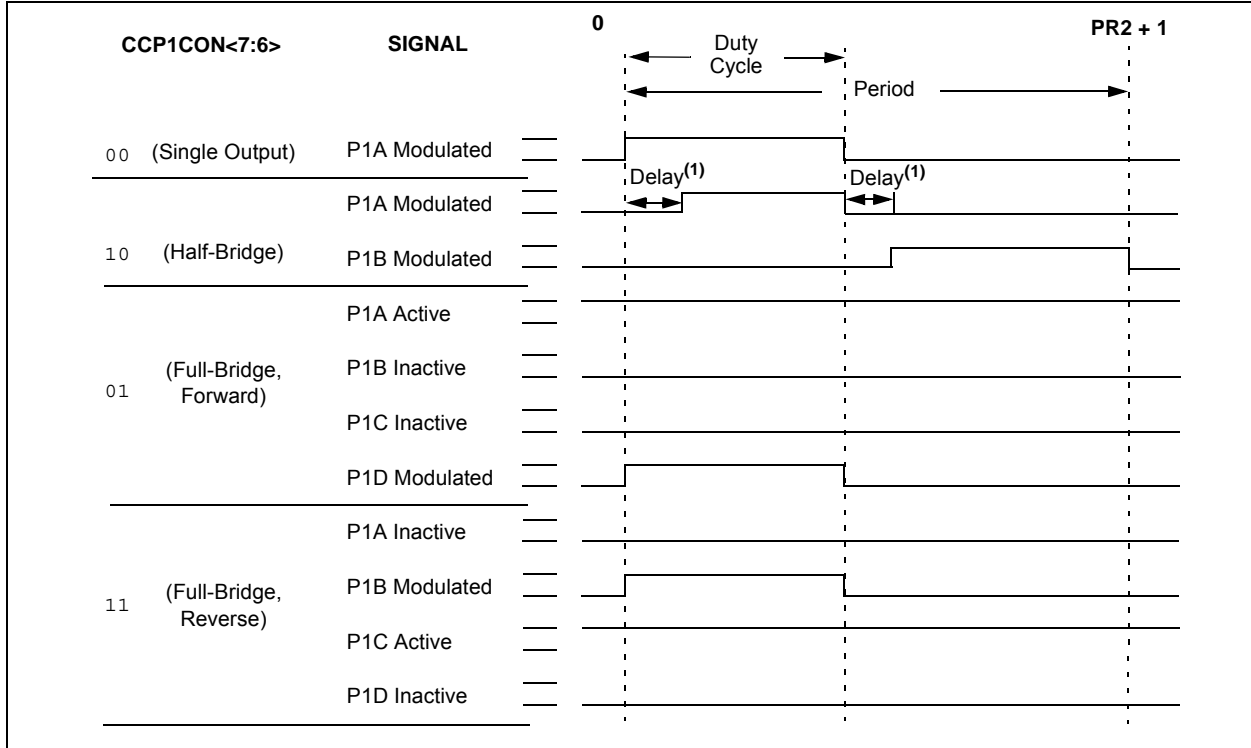 CCP1CON<7:6>
SIGNAL
0
PR2 + 1
Duty
Cycle
Period
00
(Single Output)
P1A Modulated
Delay(1)
Delay(1)
P1A Modulated
10
(Half-Bridge)
P1B Modulated
P1A Active
01
(Full-Bridge,
Forward)
P1B Inactive
P1C Inactive
P1D Modulated
P1A Inactive
11
(Full-Bridge,
Reverse)
P1B Modulated
P1C Active
P1D Inactive